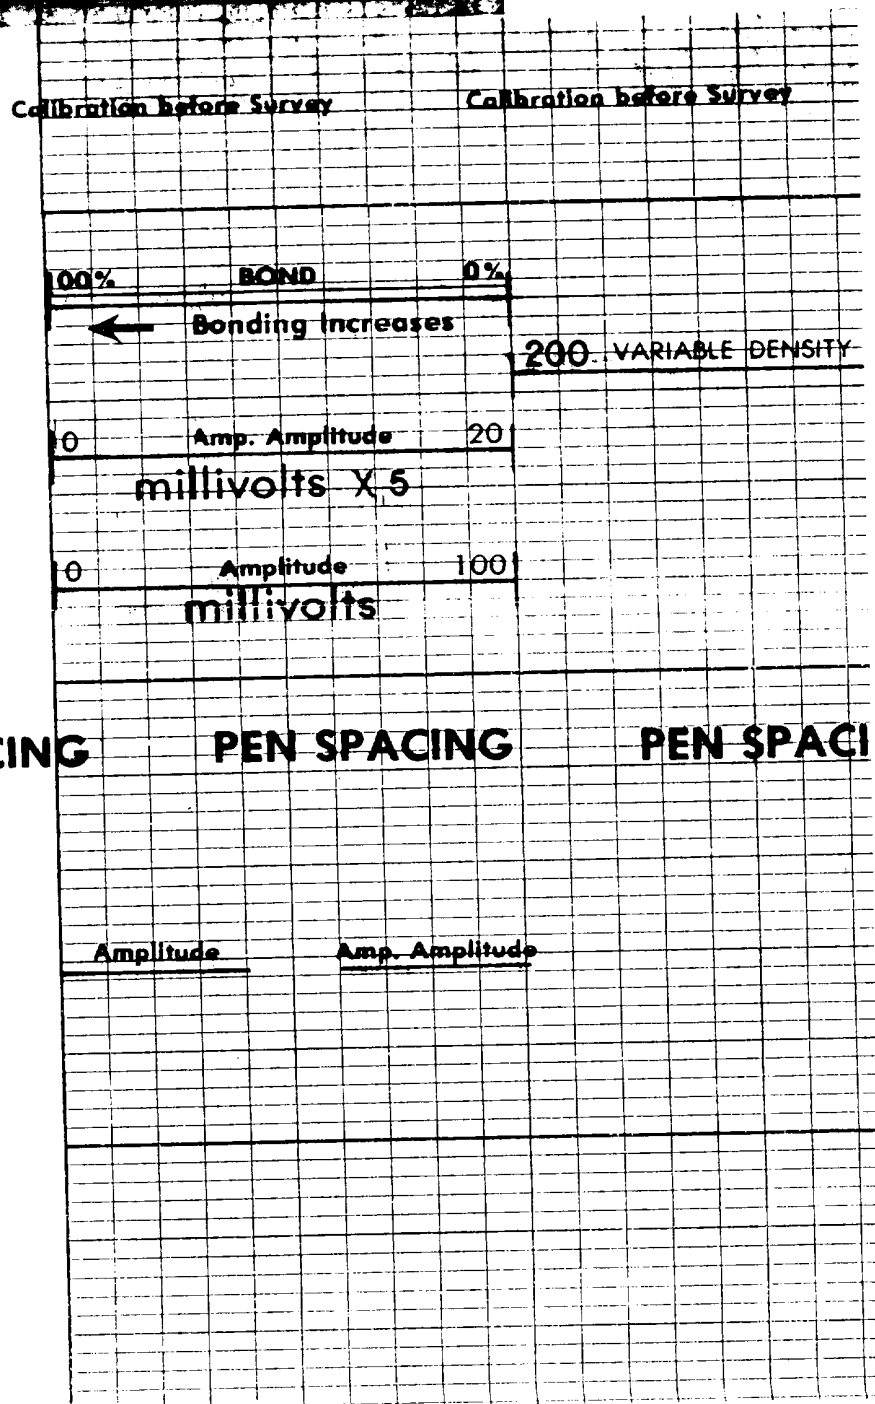 Calibration before Survey
Calibration before Survey
100% BOND 0%
← Bonding Increases
200 VARIABLE DENSITY
0 Amp. Amplitude 20
millivolts X 5
0 Amplitude 100
millivolts
CING PEN SPACING PEN SPACI
Amplitude Amp. Amplitude